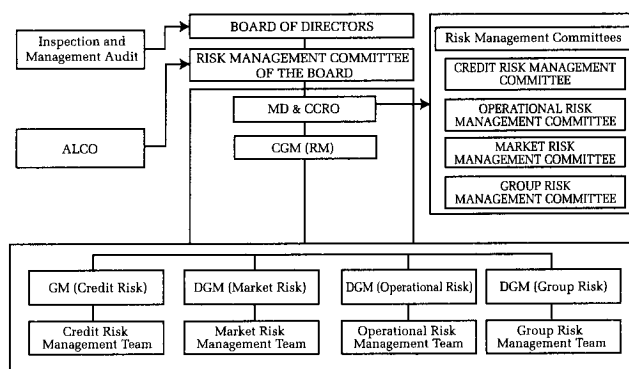 BOARD OF DIRECTORS
Inspection and
Management Audit
RISK MANAGEMENT COMMITTEE
OF THE BOARD
MD & CCRO
ALCO
CGM (RM)
Risk Management Committees
CREDIT RISK MANAGEMENT
COMMITTEE
OPERATIONAL RISK
MANAGEMENT COMMITTEE
MARKET RISK
MANAGEMENT COMMITTEE
GROUP RISK
MANAGEMENT COMMITTEE
GM (Credit Risk)
DGM (Market Risk)
DGM (Operational Risk)
DGM (Group Risk)
Credit Risk
Management Team
Market Risk
Management Team
Operational Risk
Management Team
Group Risk
Management Team